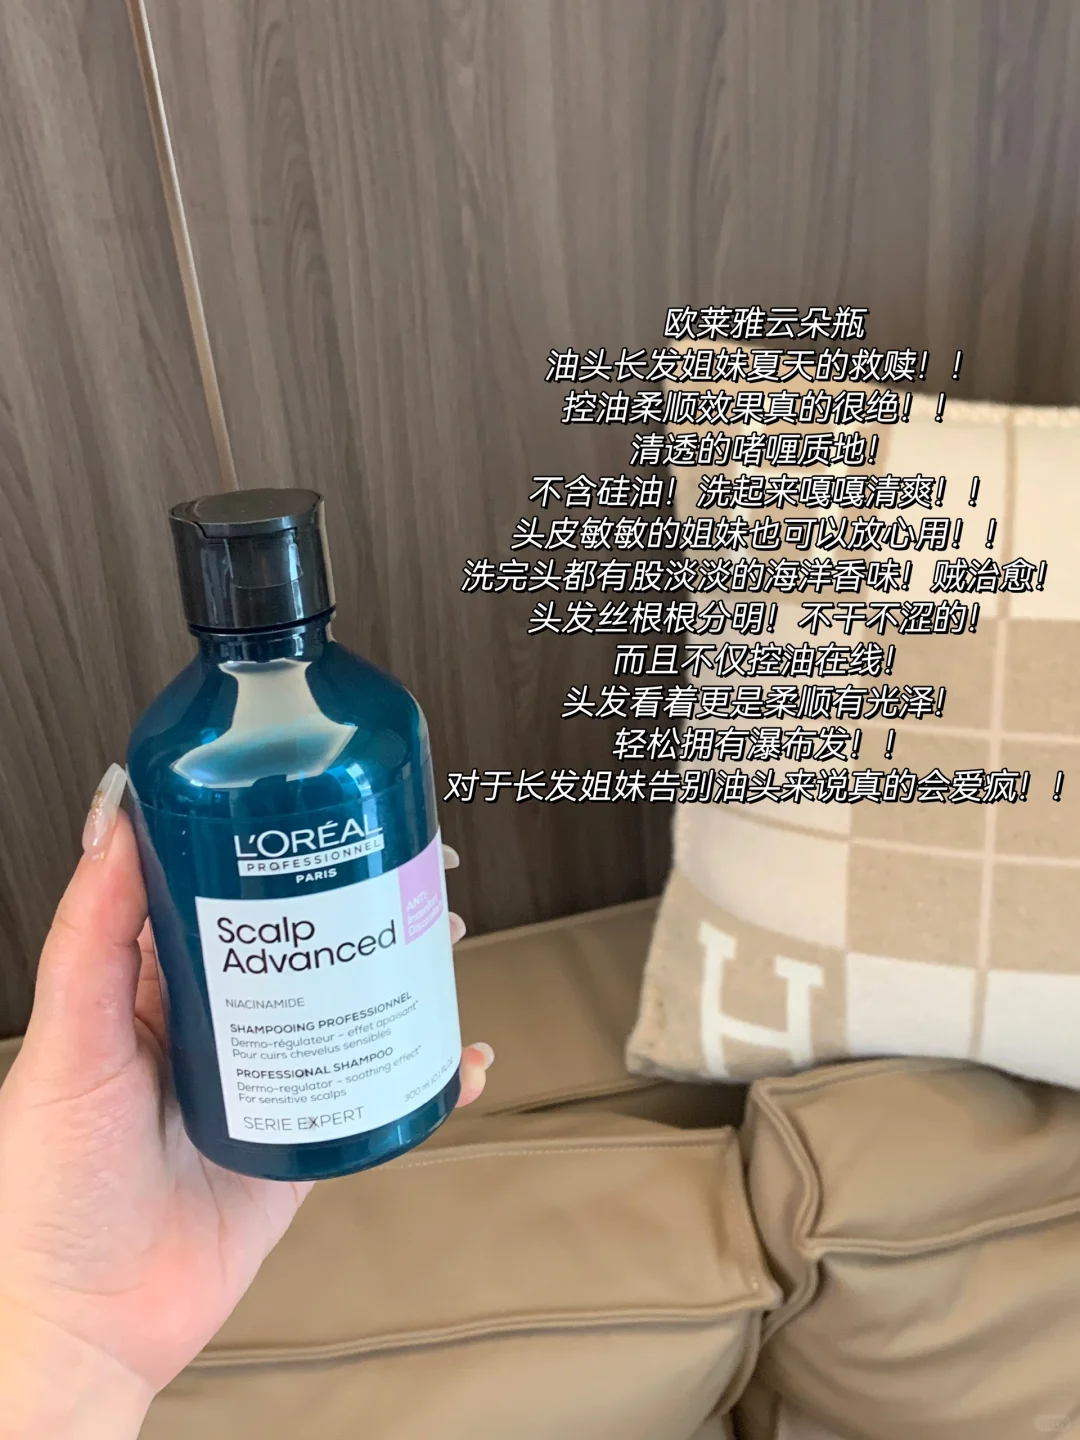 欧莱雅云朵瓶
油头长发姐妹夏天的救赎！！
控油柔顺效果真的很绝！！
清透的啫喱质地！
不含硅油！洗起来嘎嘎清爽！！
头皮敏敏的姐妹也可以放心用！！
洗完头都有股淡淡的海洋香味！贼治愈！
头发丝根根分明！不干不涩的！
而且不仅控油在线！
头发看着更是柔顺有光泽！
轻松拥有瀑布发！！
对于长发姐妹告别油头来说真的会爱疯！！
L'ORÉAL
PROFESSIONNEL
PARIS
ANTI-
Scalp
Advanced
NIACINAMIDE
SHAMPOOING PROFESSIONNEL
Dermo-régulateur - effet apaisant*
Pour cuirs chevelus sensibles
PROFESSIONAL SHAMPOO
Dermo-regulator - soothing effect*
For sensitive scalps
300 ml
SERIE EXPERT
H